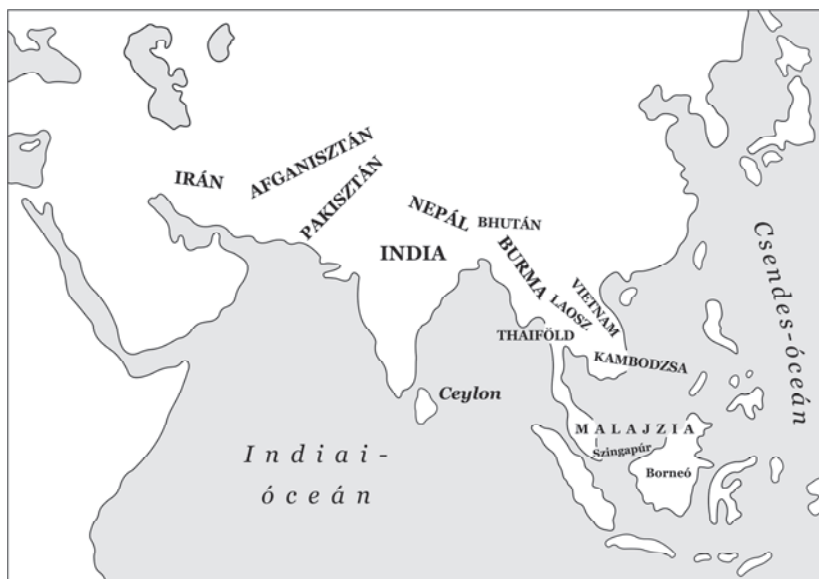 IRÁN
AFGANISZTÁN
PAKISZTÁN
NEPÁL
BHUTÁN
INDIA
BURMA
LAOSZ
VIETNAM
THAIFÖLD
KAMBODZSA
Ceylon
MALAJZIA
Szingapúr
Borneó
Indiai-
óceán
Csendes-óceán